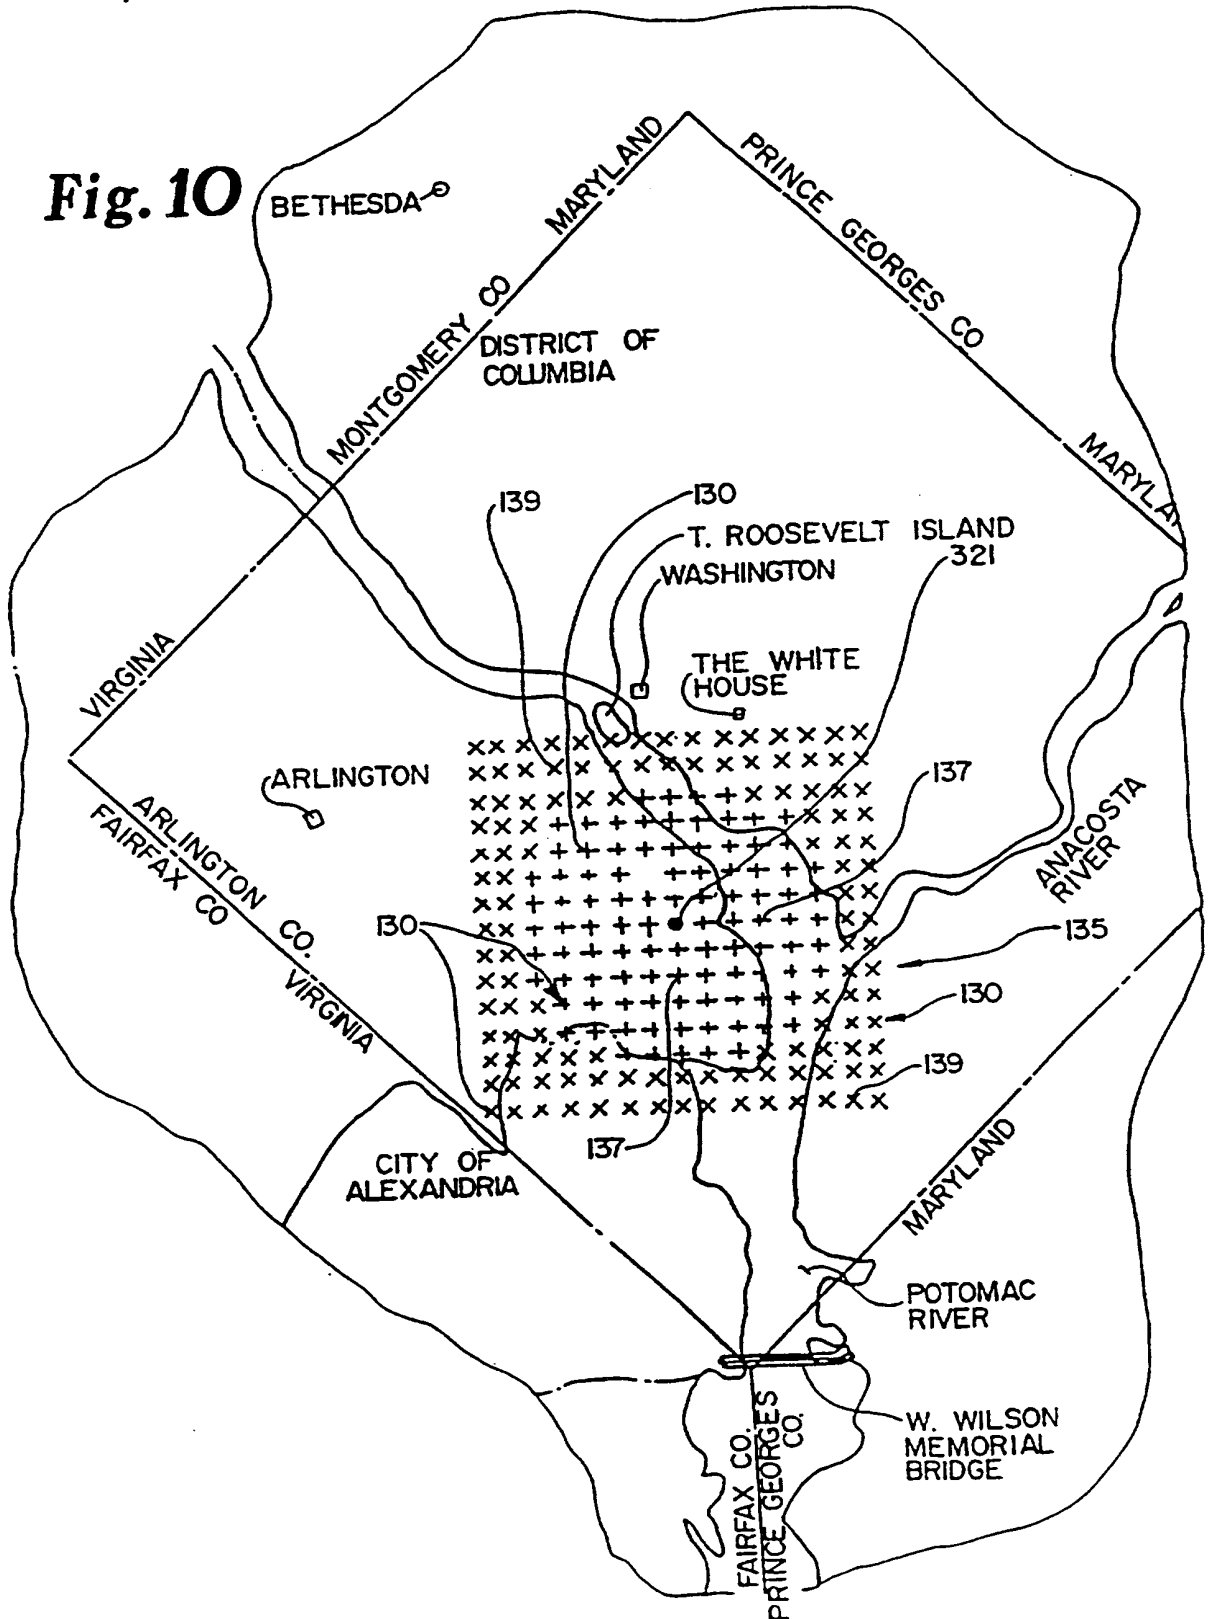 Fig. 10
BETHESDA
MARYLAND
PRINCE GEORGES CO
MONTGOMERY CO
DISTRICT OF
COLUMBIA
MARYLA
139
130
T. ROOSEVELT ISLAND
321
WASHINGTON
VIRGINIA
THE WHITE
HOUSE
ARLINGTON
137
ARLINGTON CO.
FAIRFAX CO
ANACOSTA
RIVER
130
135
VIRGINIA
130
139
137
CITY OF
ALEXANDRIA
MARYLAND
POTOMAC
RIVER
W. WILSON
MEMORIAL
BRIDGE
FAIRFAX CO.
PRINCE GEORGES
CO.